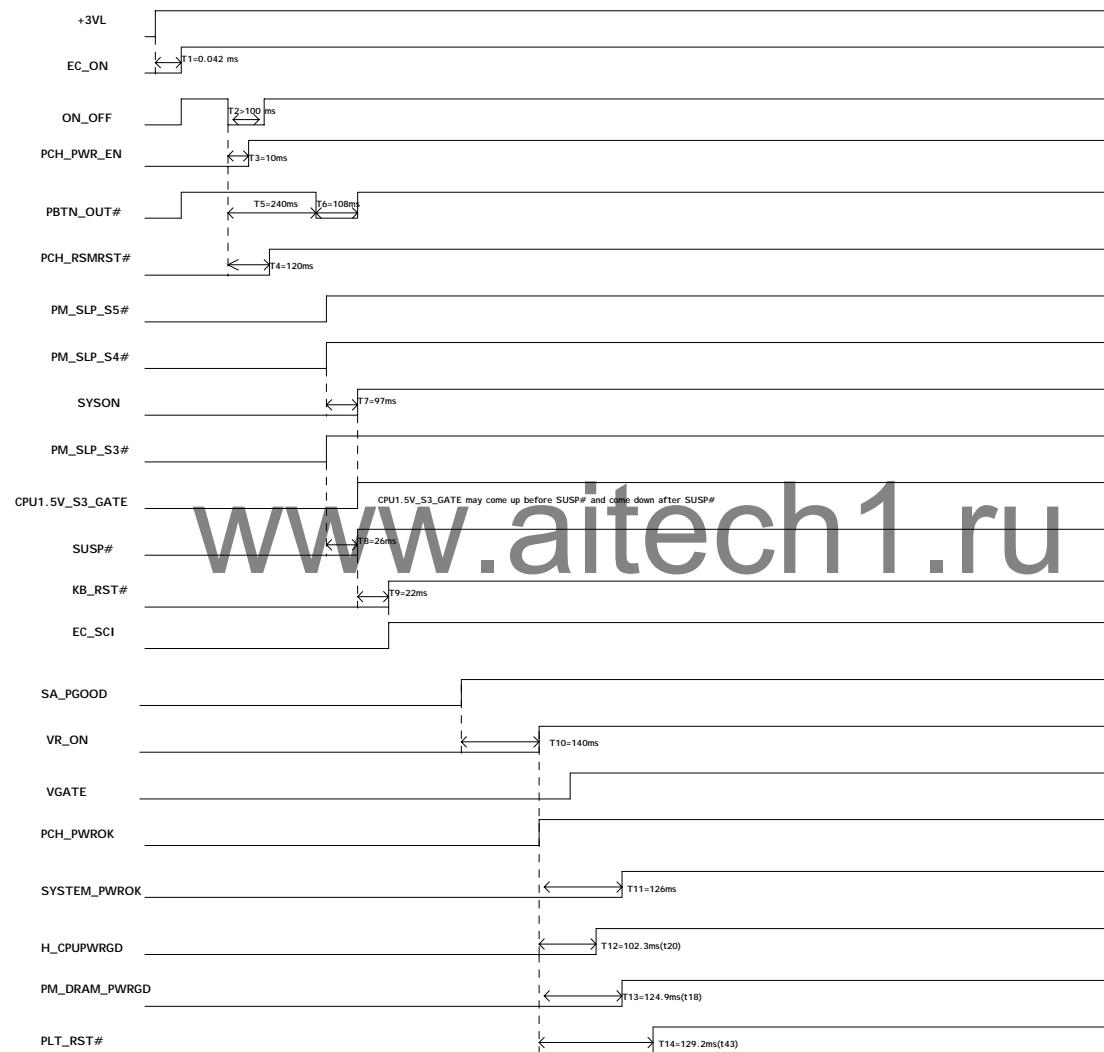 +3VL
EC_ON
T1=0.042 ms
ON_OFF
T2>100 ms
PCH_PWR_EN
T3=10ms
PBTN_OUT#
T5=240ms
T6=108ms
PCH_RSMRST#
T4=120ms
PM_SLP_S5#
PM_SLP_S4#
SYSON
T7=97ms
PM_SLP_S3#
CPU1.5V_S3_GATE
CPU1.5V_S3_GATE may come up before SUSP# and come down after SUSP#
www.aitech1.ru
SUSP#
T8=26ms
KB_RST#
T9=22ms
EC_SCI
SA_PGOOD
VR_ON
T10=140ms
VGATE
PCH_PWROK
SYSTEM_PWROK
T11=126ms
H_CPUPWRGD
T12=102.3ms(t20)
PM_DRAM_PWRGD
T13=124.9ms(t18)
PLT_RST#
T14=129.2ms(t43)